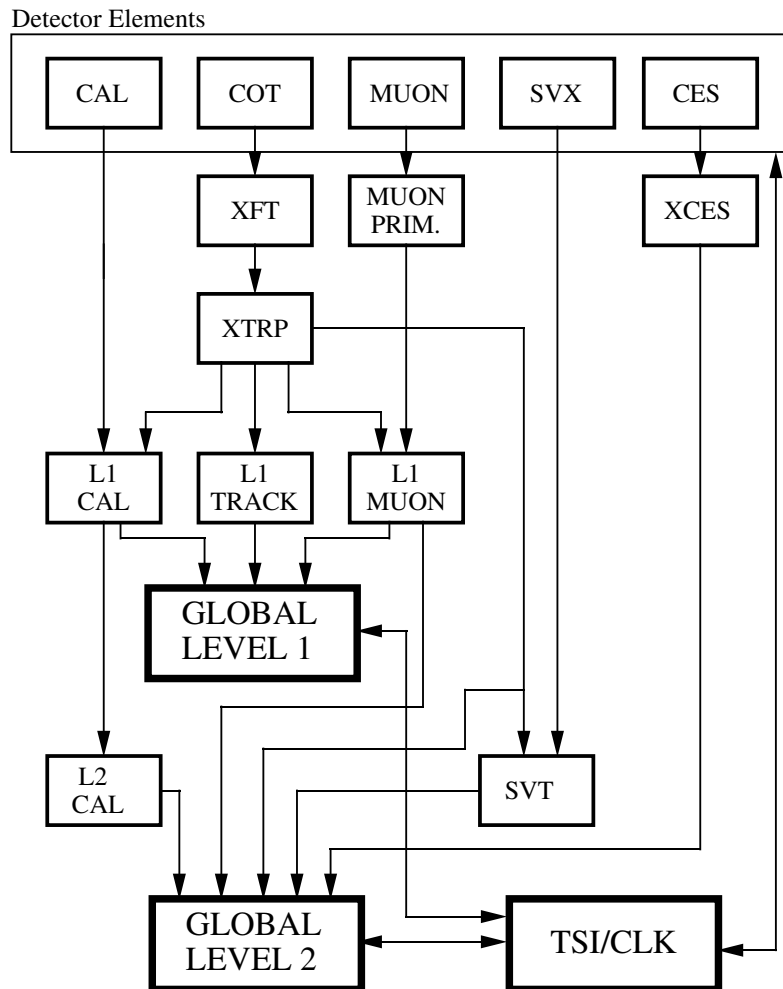 Detector Elements
CAL
COT
MUON
SVX
CES
XFT
MUON
PRIM.
XCES
XTRP
L1
CAL
L1
TRACK
L1
MUON
GLOBAL
LEVEL 1
L2
CAL
SVT
GLOBAL
LEVEL 2
TSI/CLK